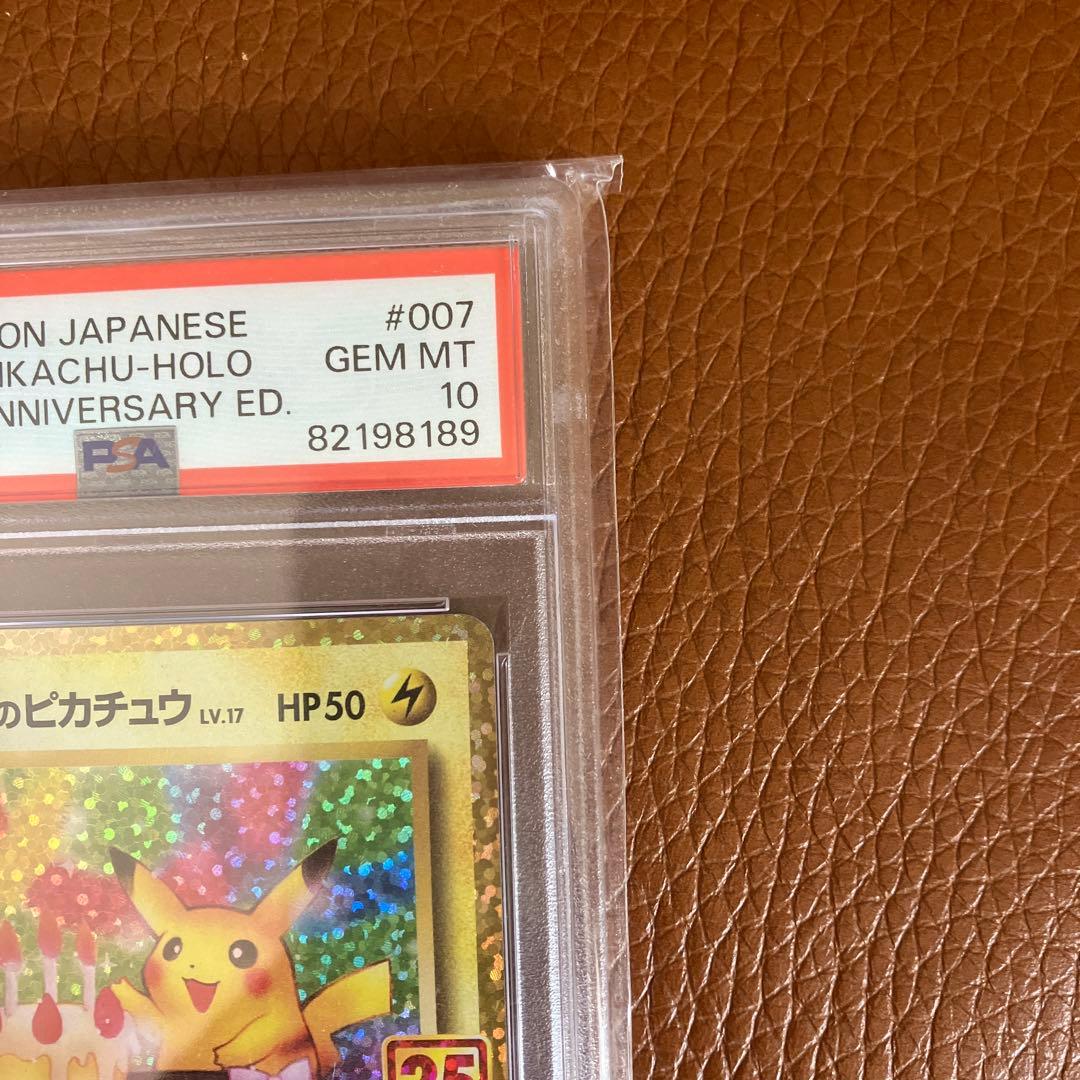 ON JAPANESE #007
IKACHU-HOLO GEM MT
NNIVERSARY ED. 10
PSA 82198189
のピカチュウ LV.17 HP50
25